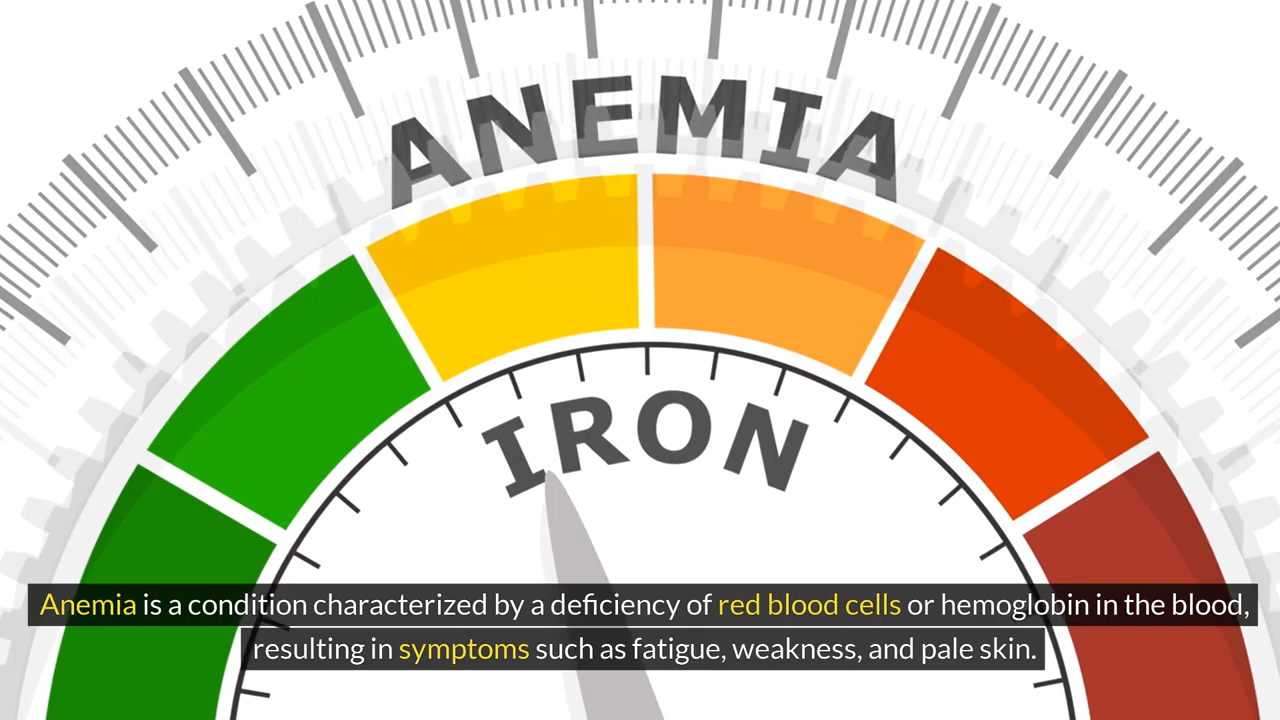 ANEMIA
IRON
Anemia is a condition characterized by a deficiency of red blood cells or hemoglobin in the blood,
resulting in symptoms such as fatigue, weakness, and pale skin.